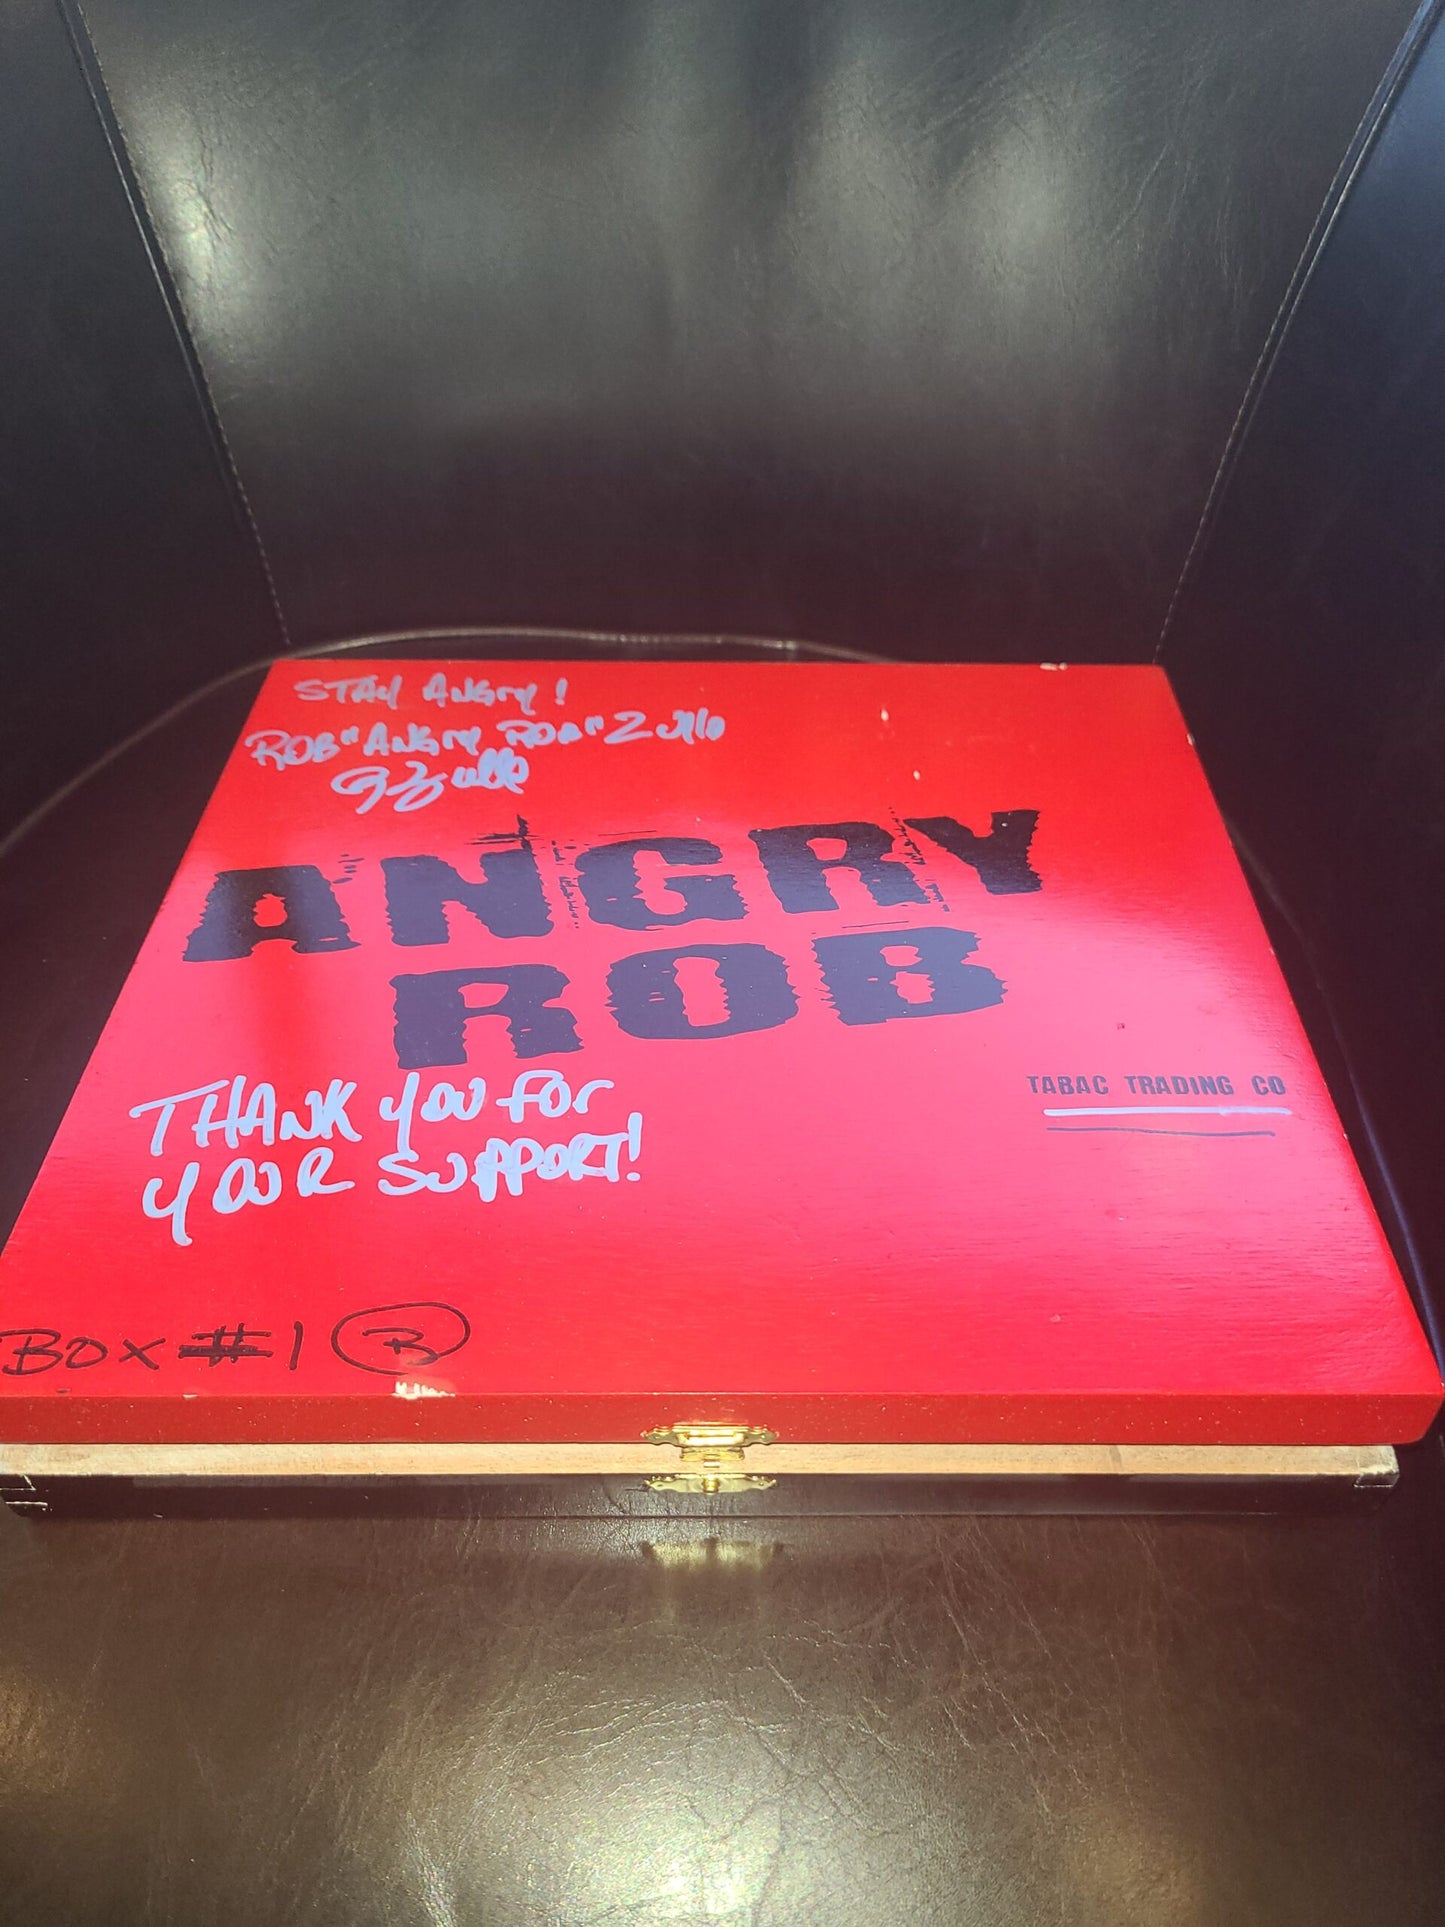 STAY ANGRY!
ROB "ANGRY ROB" Zullo
ANGRY
ROB
THANK YOU FOR
YOUR SUPPORT!
TABAC TRADING CO
BOX #1 B